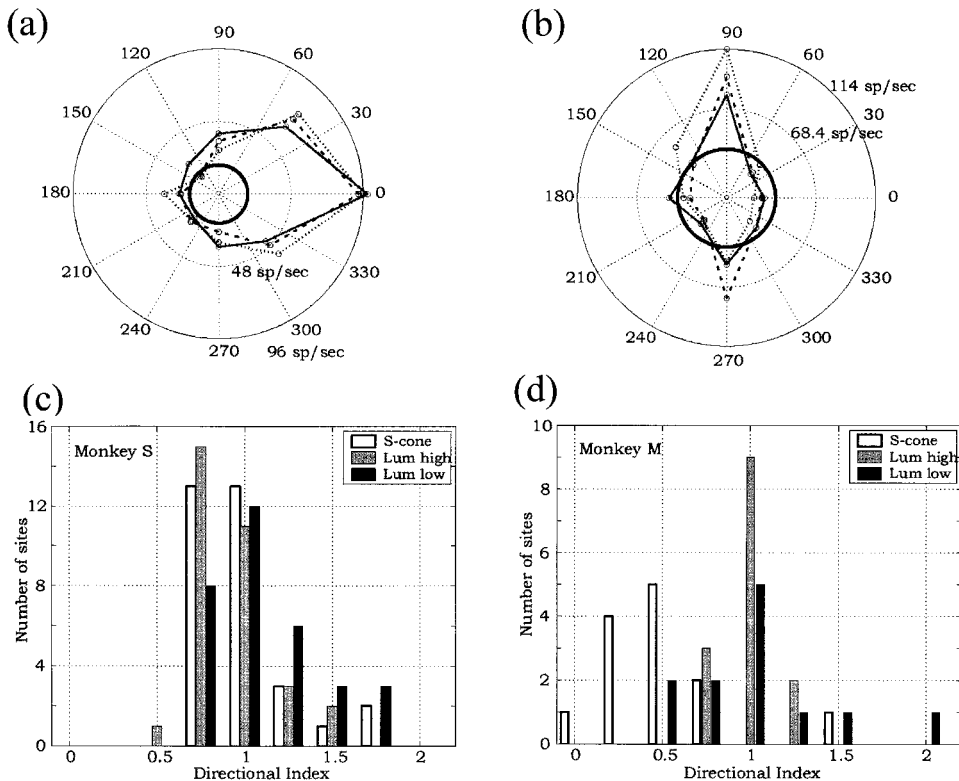 (a)
90
120
60
150
30
180
0
48 sp/sec
210
330
240
300
270
96 sp/sec
(b)
90
120
60
114 sp/sec
150
30
68.4 sp/sec
180
0
210
330
240
300
270
(c)
Monkey S
S-cone
Lum high
Lum low
Number of sites
16
12
8
4
0
0 0.5 1 1.5 2
Directional Index
(d)
Monkey M
S-cone
Lum high
Lum low
Number of sites
10
8
6
4
2
0
0 0.5 1 1.5 2
Directional Index